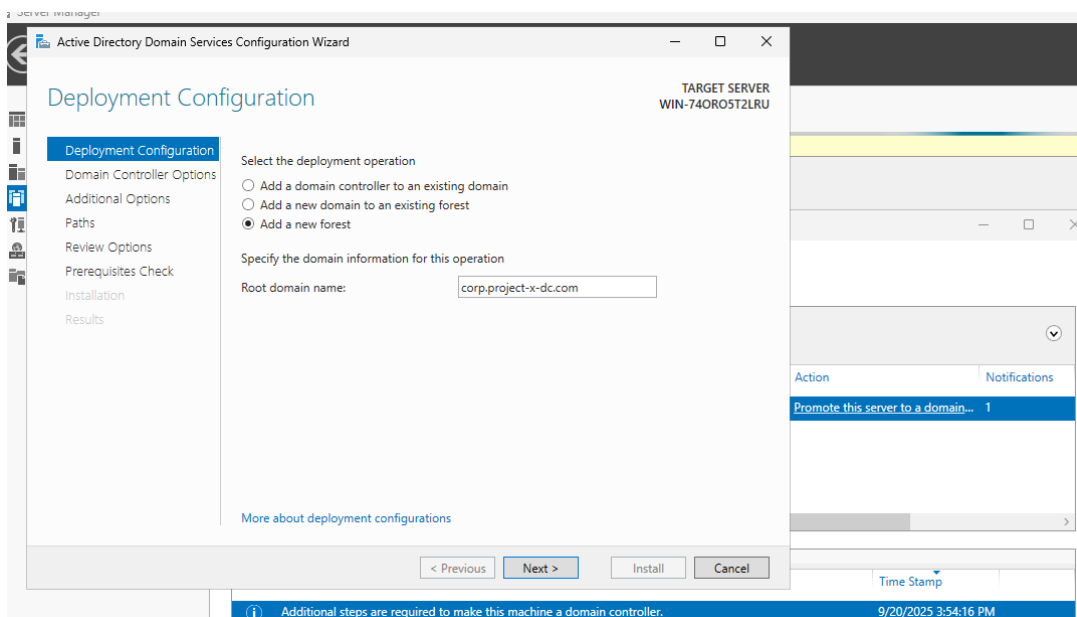 Server Manager
Active Directory Domain Services Configuration Wizard
Deployment Configuration
TARGET SERVER
WIN-74ORO5T2LRU
Deployment Configuration
Domain Controller Options
Additional Options
Paths
Review Options
Prerequisites Check
Installation
Results
Select the deployment operation
Add a domain controller to an existing domain
Add a new domain to an existing forest
Add a new forest
Specify the domain information for this operation
Root domain name: corp.project-x-dc.com
More about deployment configurations
< Previous Next > Install Cancel
Action Notifications
Promote this server to a domain... 1
Time Stamp
Additional steps are required to make this machine a domain controller. 9/20/2025 3:54:16 PM